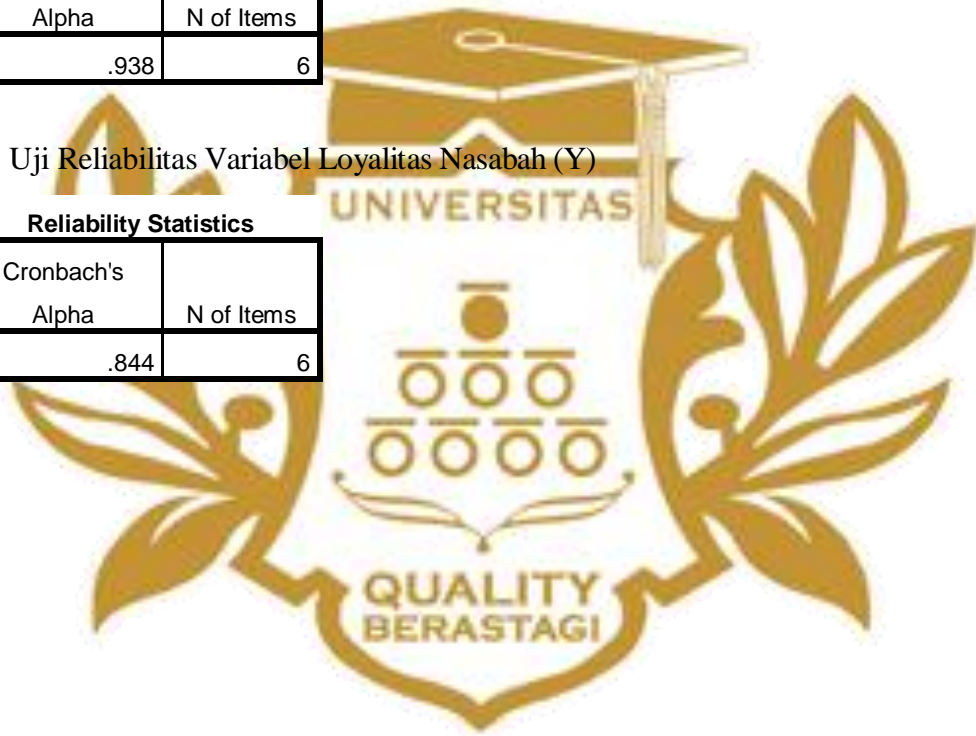 Alpha N of Items
.938 6
Uji Reliabilitas Variabel Loyalitas Nasabah (Y)
UNIVERSITAS
Reliability Statistics
Cronbach's
Alpha N of Items
.844 6
QUALITY
BERASTAGI